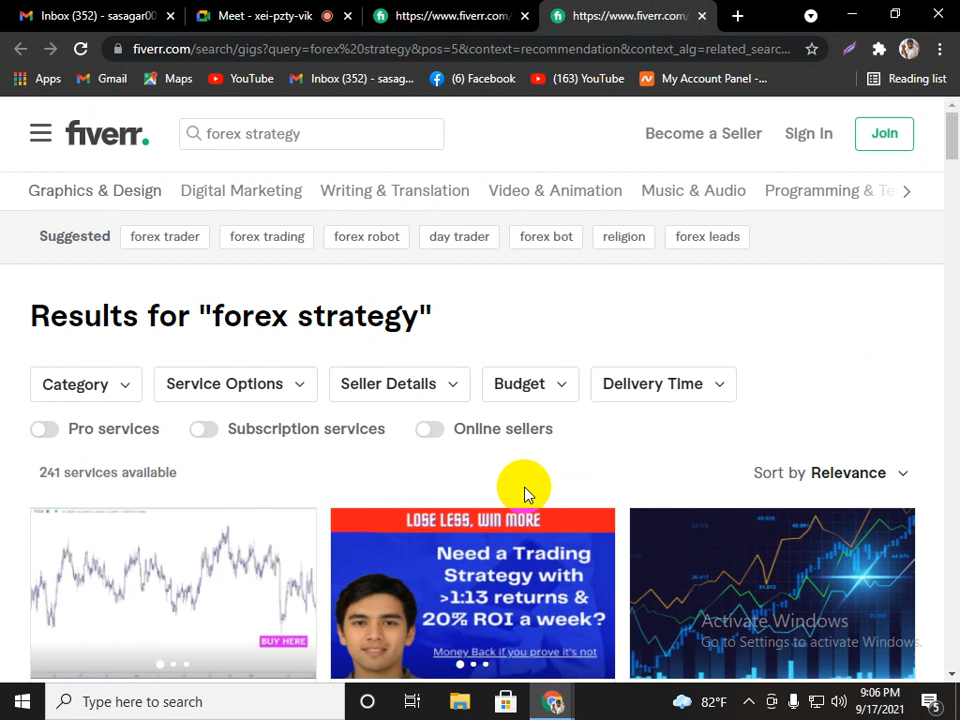 Inbox (352) - sasagar00
Meet - xei-pzty-vik
https://www.fiverr.com/
https://www.fiverr.com/
fiverr.com/search/gigs?query=forex%20strategy&pos=5&context=recommendation&context_alg=related_searc...
Apps
Gmail
Maps
YouTube
Inbox (352) - sasag...
(6) Facebook
(163) YouTube
My Account Panel -...
Reading list
fiverr.
forex strategy
Become a Seller
Sign In
Join
Graphics & Design
Digital Marketing
Writing & Translation
Video & Animation
Music & Audio
Programming & Te
Suggested
forex trader
forex trading
forex robot
day trader
forex bot
religion
forex leads
Results for "forex strategy"
Category
Service Options
Seller Details
Budget
Delivery Time
Pro services
Subscription services
Online sellers
241 services available
Sort by Relevance
BUY HERE
LOSE LESS, WIN MORE
Need a Trading
Strategy with
>1:13 returns &
20% ROI a week?
Money Back if you prove it's not
Activate Windows
Go to Settings to activate Windows.
Type here to search
82°F
9:06 PM
9/17/2021
5